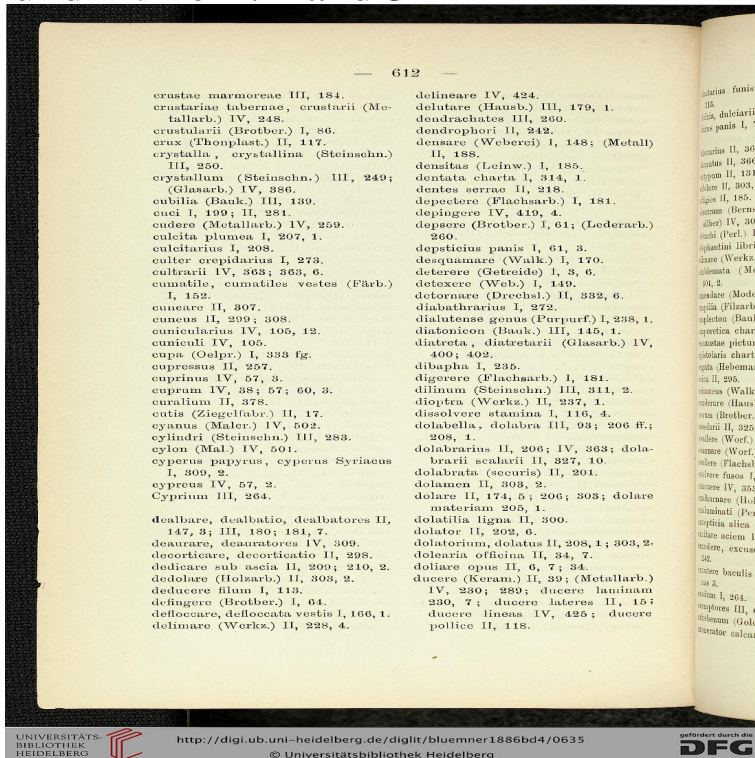 — 612 —
crustae marmoreae III, 184.
crustariae tabernae, crustarii (Me-
tallarb.) IV, 248.
crustularii (Brotber.) I, 86.
crux (Thonplast.) II, 117.
crystalla, crystallina (Steinschn.)
III, 250.
crystallum (Steinschn.) III, 249;
(Glasarb.) IV, 386.
cubilia (Bauk.) III, 139.
cuci I, 199; II, 281.
cudere (Metallarb.) IV, 259.
culcita plumea I, 207, 1.
culcitarius I, 208.
culter crepidarius I, 273.
cultrarii IV, 363; 363, 6.
cumatile, cumatiles vestes (Färb.)
I, 152.
cuneare II, 307.
cuneus II, 299; 308.
cunicularius IV, 105, 12.
cuniculi IV, 105.
cupa (Oelpr.) I, 333 fg.
cupressus II, 257.
cuprinus IV, 57, 3.
cuprum IV, 38; 57; 60, 3.
curalium II, 378.
cutis (Ziegelfabr.) II, 17.
cyanus (Maler.) IV, 502.
cylindri (Steinschn.) III, 283.
cylon (Mal.) IV, 501.
cyperus papyrus, cyperus Syriacus
I, 309, 2.
cypreus IV, 57, 2.
Cyprium III, 264.
dealbare, dealbatio, dealbatores II,
147, 3; III, 180; 181, 7.
deaurare, deauratores IV, 309.
decorticare, decorticatio II, 298.
dedicare sub ascia II, 209; 210, 2.
dedolare (Holzarb.) II, 303, 2.
deducere filum I, 113.
defingere (Brotber.) I, 64.
defloccare, defloccata vestis I, 166, 1.
delimare (Werkz.) II, 228, 4.
delineare IV, 424.
delutare (Hausb.) III, 179, 1.
dendrachates III, 260.
dendrophori II, 242.
densare (Weberei) I, 148; (Metall)
II, 188.
densitas (Leinw.) I, 185.
dentata charta I, 314, 1.
dentes serrae II, 218.
depectere (Flachsarb.) I, 181.
depingere IV, 419, 4.
depsere (Brotber.) I, 61; (Lederarb.)
260.
depsticius panis I, 61, 3.
desquamare (Walk.) I, 170.
deterere (Getreide) I, 3, 6.
detexere (Web.) I, 149.
detornare (Drechsl.) II, 332, 6.
diabathrarius I, 272.
dialutense genus (Purpurf.) I, 238, 1.
diatonicon (Bauk.) III, 145, 1.
diatreta, diatretarii (Glasarb.) IV,
400; 402.
dibapha I, 235.
digerere (Flachsarb.) I, 181.
dilinum (Steinschn.) III, 311, 2.
dioptra (Werkz.) II, 237, 1.
dissolvere stamina I, 116, 4.
dolabella, dolabra III, 93; 206 ff.;
208, 1.
dolabrarius II, 206; IV, 363; dola-
brarii scalarii II, 327, 10.
dolabrata (securis) II, 201.
dolamen II, 303, 2.
dolare II, 174, 5; 206; 303; dolare
materiam 205, 1.
dolatilia ligna II, 300.
dolator II, 202, 6.
dolatorium, dolatus II, 208, 1; 303, 2.
dolearia officina II, 34, 7.
doliare opus II, 6, 7; 34.
ducere (Keram.) II, 39; (Metallarb.)
IV, 230; 289; ducere laminam
230, 7; ducere lateres II, 15;
ducere lineas IV, 425; ducere
pollice II, 118.
UNIVERSITÄTS-
BIBLIOTHEK
HEIDELBERG
http://digi.ub.uni-heidelberg.de/diglit/bluemner1886bd4/0635
© Universitätsbibliothek Heidelberg
gefördert durch die
DFG